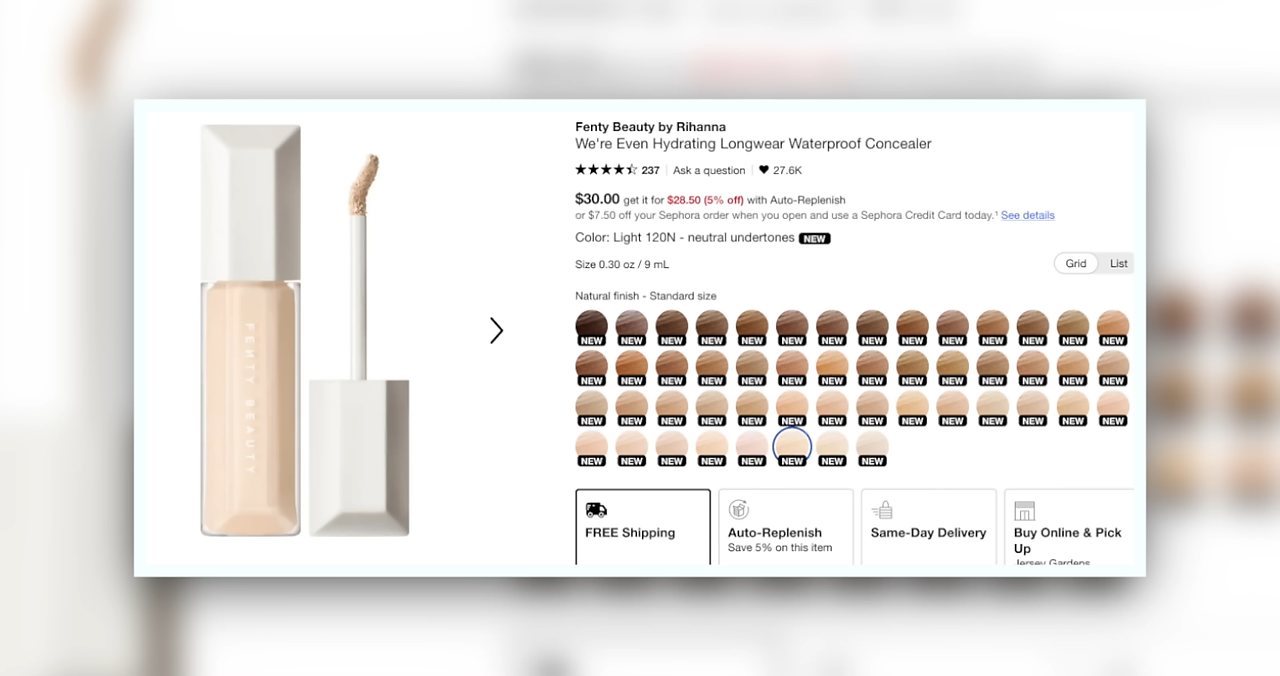 FENTY BEAUTY
Fenty Beauty by Rihanna
We're Even Hydrating Longwear Waterproof Concealer
237 | Ask a question | 27.6K
$30.00 get it for $28.50 (5% off) with Auto-Replenish
or $7.50 off your Sephora order when you open and use a Sephora Credit Card today.¹ See details
Color: Light 120N - neutral undertones NEW
Size 0.30 oz / 9 mL
Grid List
Natural finish - Standard size
NEW NEW NEW NEW NEW NEW NEW NEW NEW NEW NEW NEW NEW NEW
NEW NEW NEW NEW NEW NEW NEW NEW NEW NEW NEW NEW NEW NEW
NEW NEW NEW NEW NEW NEW NEW NEW NEW NEW NEW NEW NEW NEW
NEW NEW NEW NEW NEW NEW NEW NEW
FREE Shipping
Auto-Replenish
Save 5% on this item
Same-Day Delivery
Buy Online & Pick
Up
Jersey Gardens